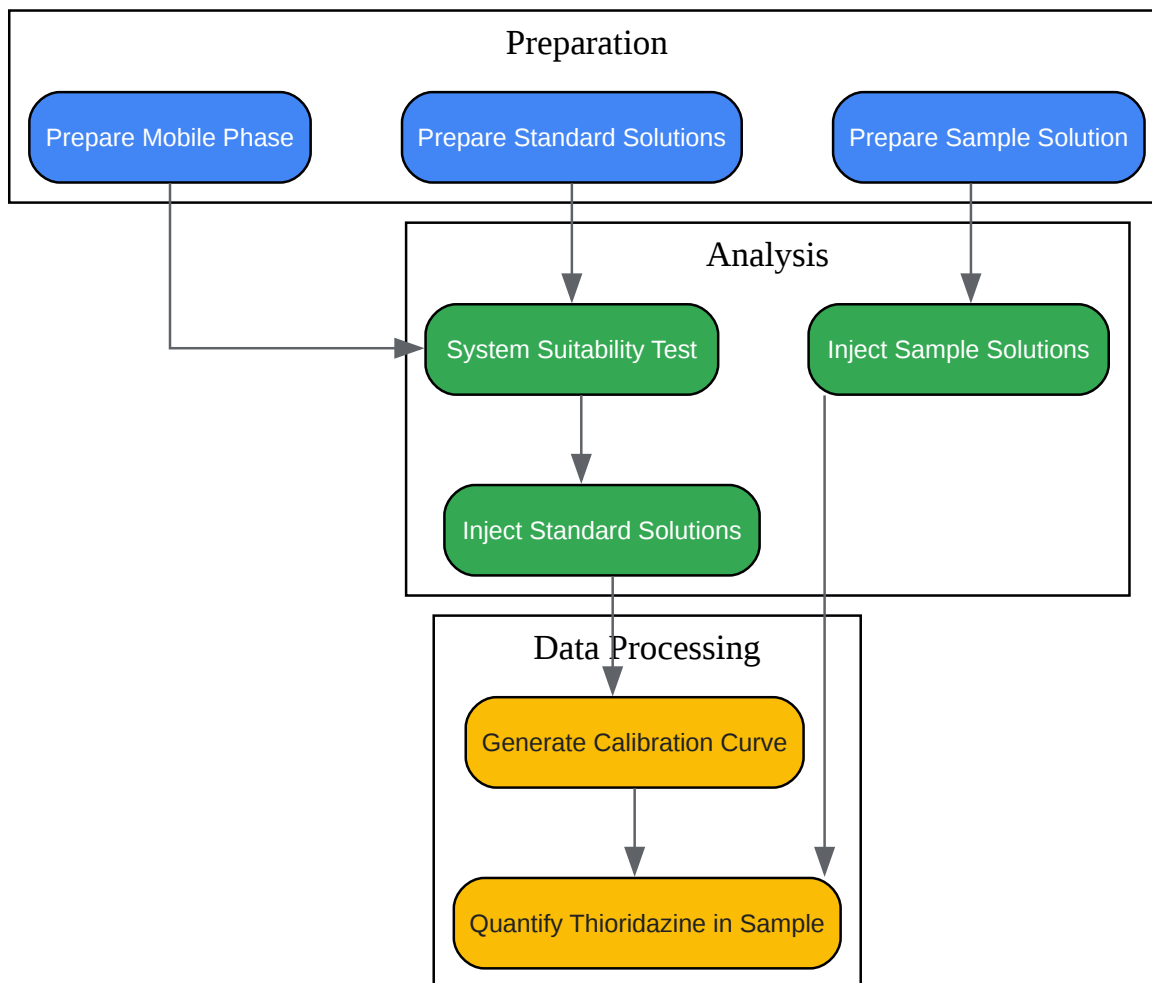 Preparation
Prepare Mobile Phase
Prepare Standard Solutions
Prepare Sample Solution
Analysis
System Suitability Test
Inject Sample Solutions
Inject Standard Solutions
Data Processing
Generate Calibration Curve
Quantify Thioridazine in Sample